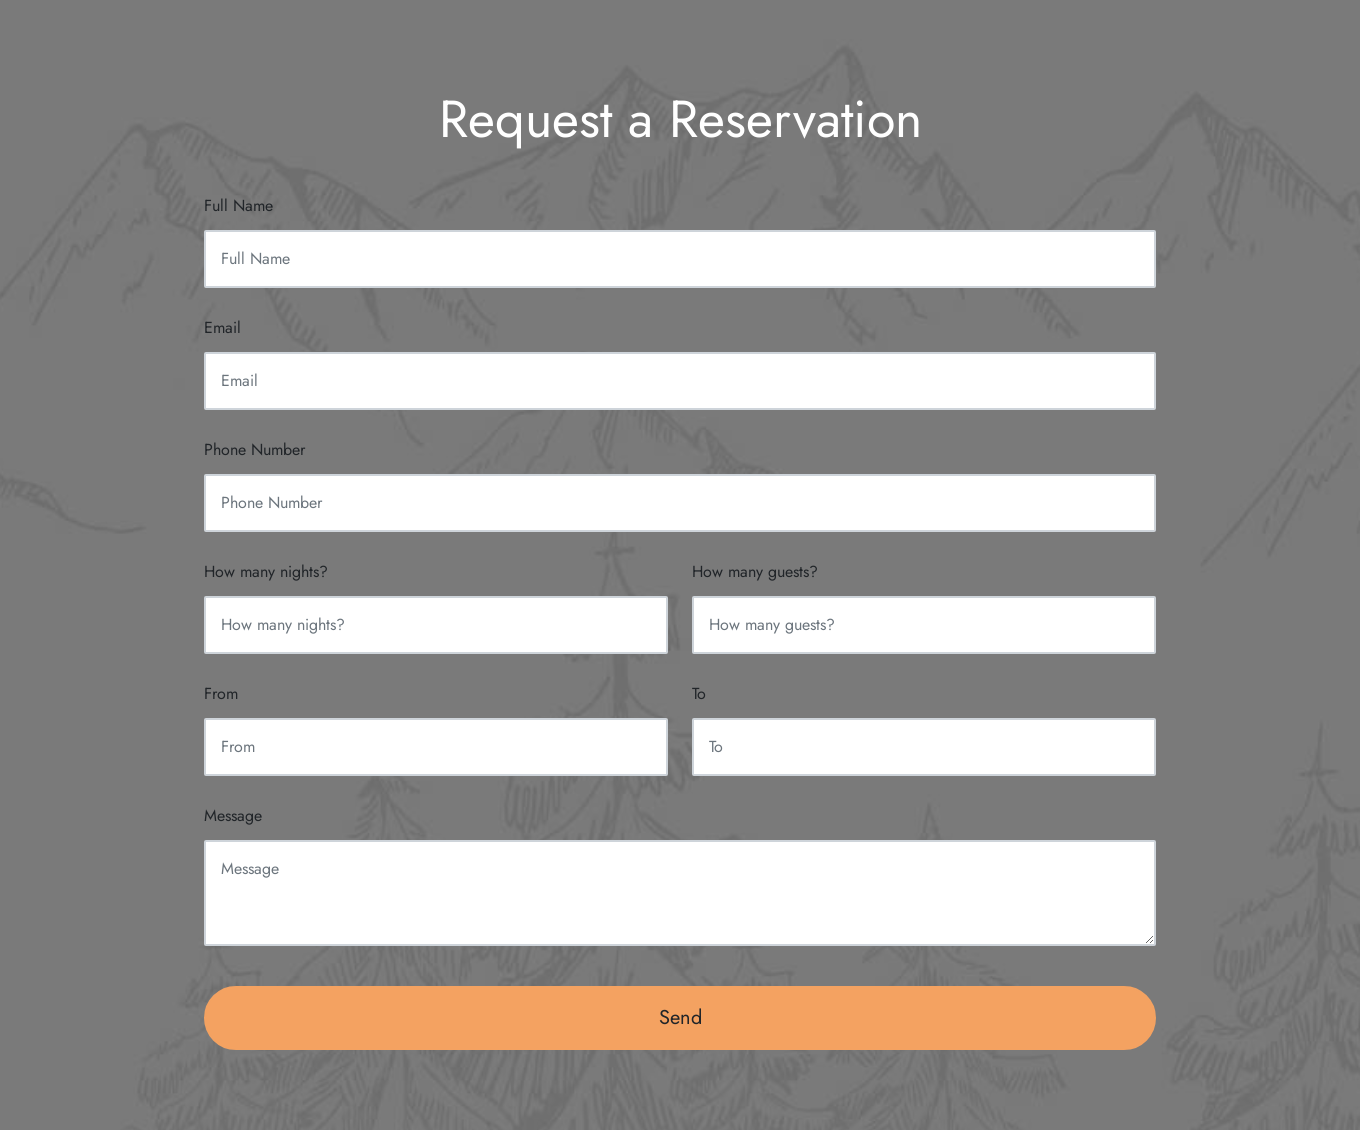 Request a Reservation
Full Name
Full Name
Email
Email
Phone Number
Phone Number
How many nights? How many guests?
How many nights? How many guests?
From To
From To
Message
Message
Send